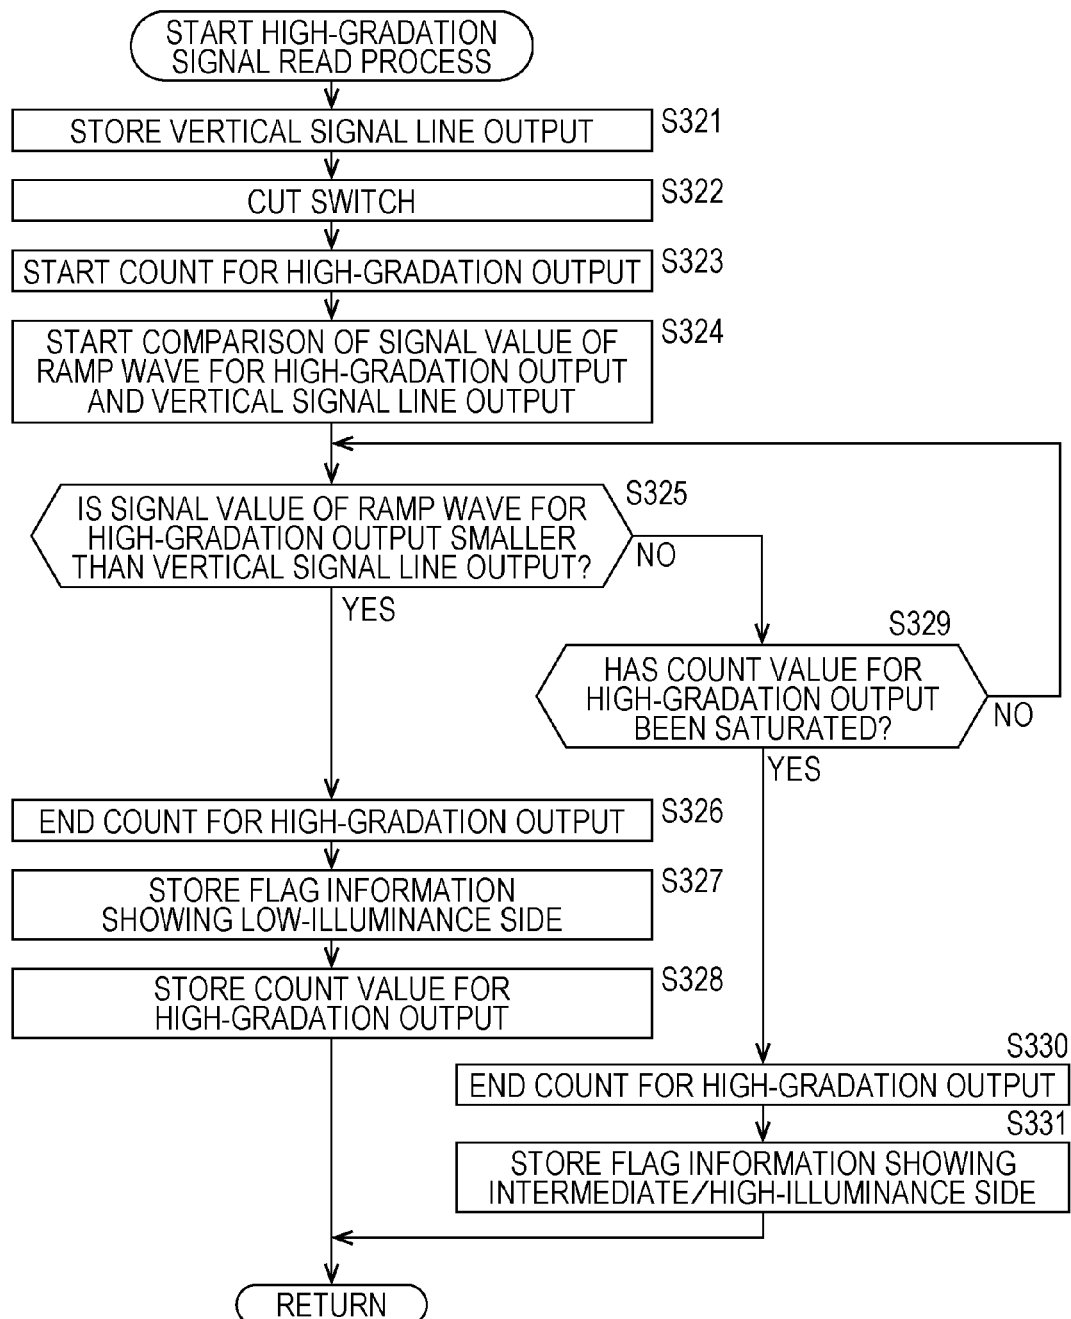 START HIGH-GRADATION
SIGNAL READ PROCESS
STORE VERTICAL SIGNAL LINE OUTPUT
S321
CUT SWITCH
S322
START COUNT FOR HIGH-GRADATION OUTPUT
S323
START COMPARISON OF SIGNAL VALUE OF
RAMP WAVE FOR HIGH-GRADATION OUTPUT
AND VERTICAL SIGNAL LINE OUTPUT
S324
IS SIGNAL VALUE OF RAMP WAVE FOR
HIGH-GRADATION OUTPUT SMALLER
THAN VERTICAL SIGNAL LINE OUTPUT?
S325
NO
YES
S329
HAS COUNT VALUE FOR
HIGH-GRADATION OUTPUT
BEEN SATURATED?
NO
YES
END COUNT FOR HIGH-GRADATION OUTPUT
S326
STORE FLAG INFORMATION
SHOWING LOW-ILLUMINANCE SIDE
S327
STORE COUNT VALUE FOR
HIGH-GRADATION OUTPUT
S328
S330
END COUNT FOR HIGH-GRADATION OUTPUT
S331
STORE FLAG INFORMATION SHOWING
INTERMEDIATE/HIGH-ILLUMINANCE SIDE
RETURN